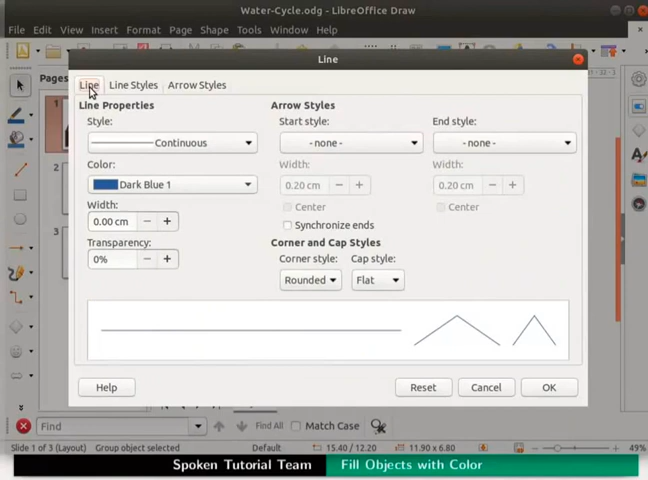 Water-Cycle.odg - LibreOffice Draw
File Edit View Insert Format Page Shape Tools Window Help
Line
Pages
Line Line Styles Arrow Styles
Line Properties
Arrow Styles
Style:
Start style:
End style:
Continuous
- none -
- none -
Color:
Width:
Width:
Dark Blue 1
0.20 cm
0.20 cm
Width:
Center
Center
0.00 cm
Synchronize ends
Transparency:
Corner and Cap Styles
0%
Corner style:
Cap style:
Rounded
Flat
1
2
3
Help
Reset
Cancel
OK
Find
Find All
Match Case
Slide 1 of 3 (Layout) Group object selected Default 15.40 / 12.20 11.90 x 6.80 49%
Spoken Tutorial Team Fill Objects with Color